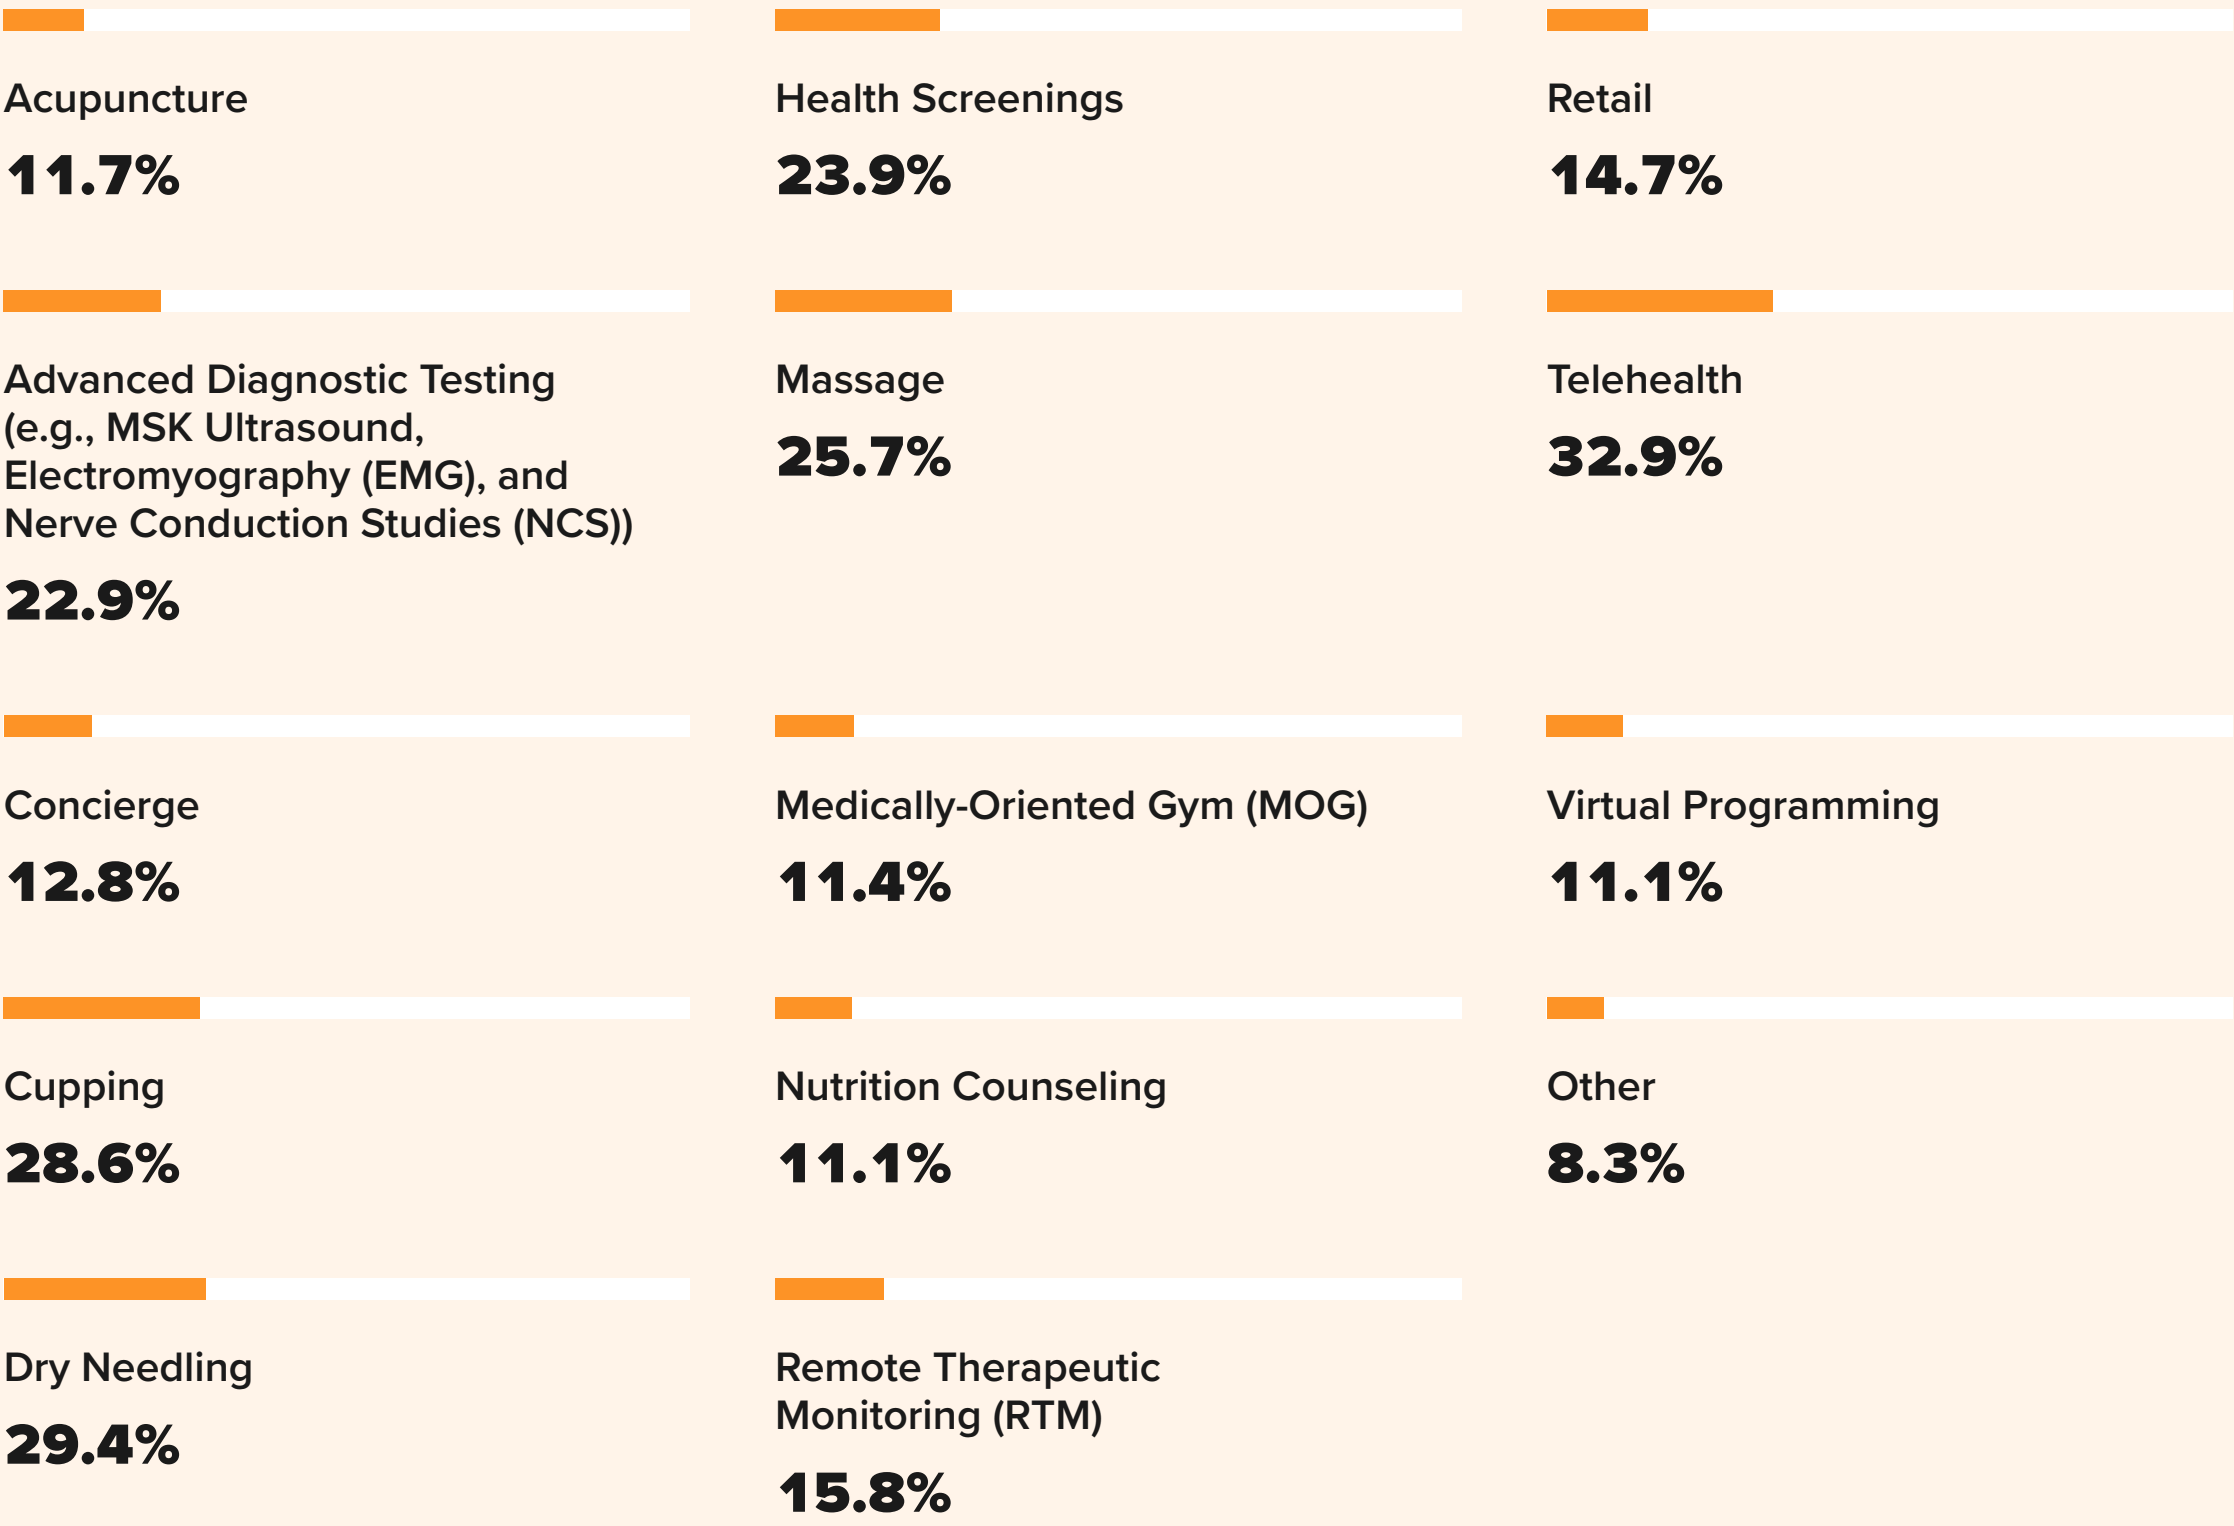 Acupuncture
11.7%
Advanced Diagnostic Testing
(e.g., MSK Ultrasound,
Electromyography (EMG), and
Nerve Conduction Studies (NCS))
22.9%
Concierge
12.8%
Cupping
28.6%
Dry Needling
29.4%
Health Screenings
23.9%
Massage
25.7%
Medically-Oriented Gym (MOG)
11.4%
Nutrition Counseling
11.1%
Remote Therapeutic
Monitoring (RTM)
15.8%
Retail
14.7%
Telehealth
32.9%
Virtual Programming
11.1%
Other
8.3%